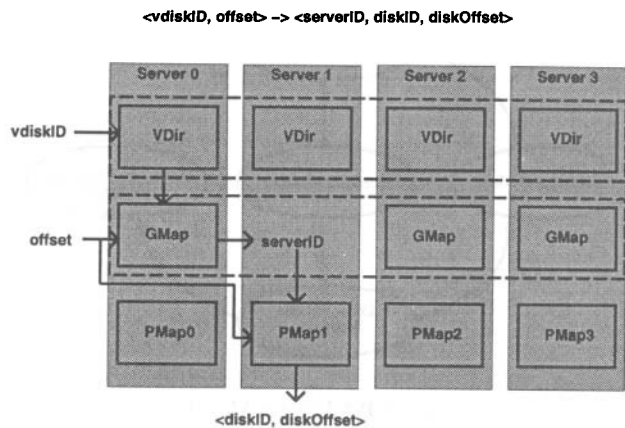 <vdiskID, offset> -> <serverID, diskID, diskOffset>
Server 0 Server 1 Server 2 Server 3
vdiskID VDir VDir VDir VDir
offset GMap serverID GMap GMap
PMap0 PMap1 PMap2 PMap3
<diskID, diskOffset>